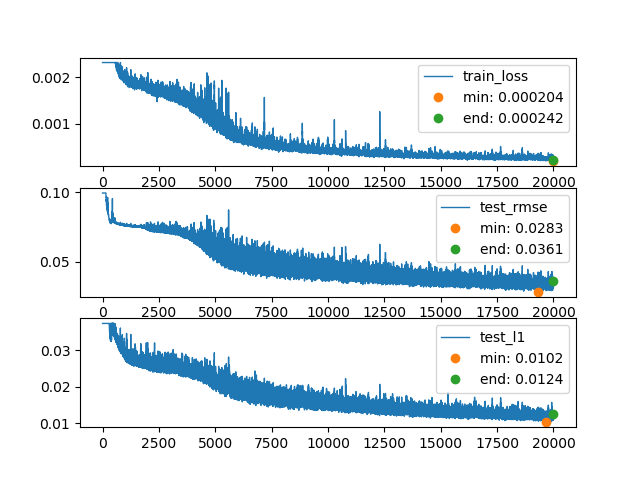 0.002
0.001
train_loss
min: 0.000204
end: 0.000242
0 2500 5000 7500 10000 12500 15000 17500 20000
0.10
0.05
test_rmse
min: 0.0283
end: 0.0361
0 2500 5000 7500 10000 12500 15000 17500 20000
0.03
0.02
0.01
test_l1
min: 0.0102
end: 0.0124
0 2500 5000 7500 10000 12500 15000 17500 20000